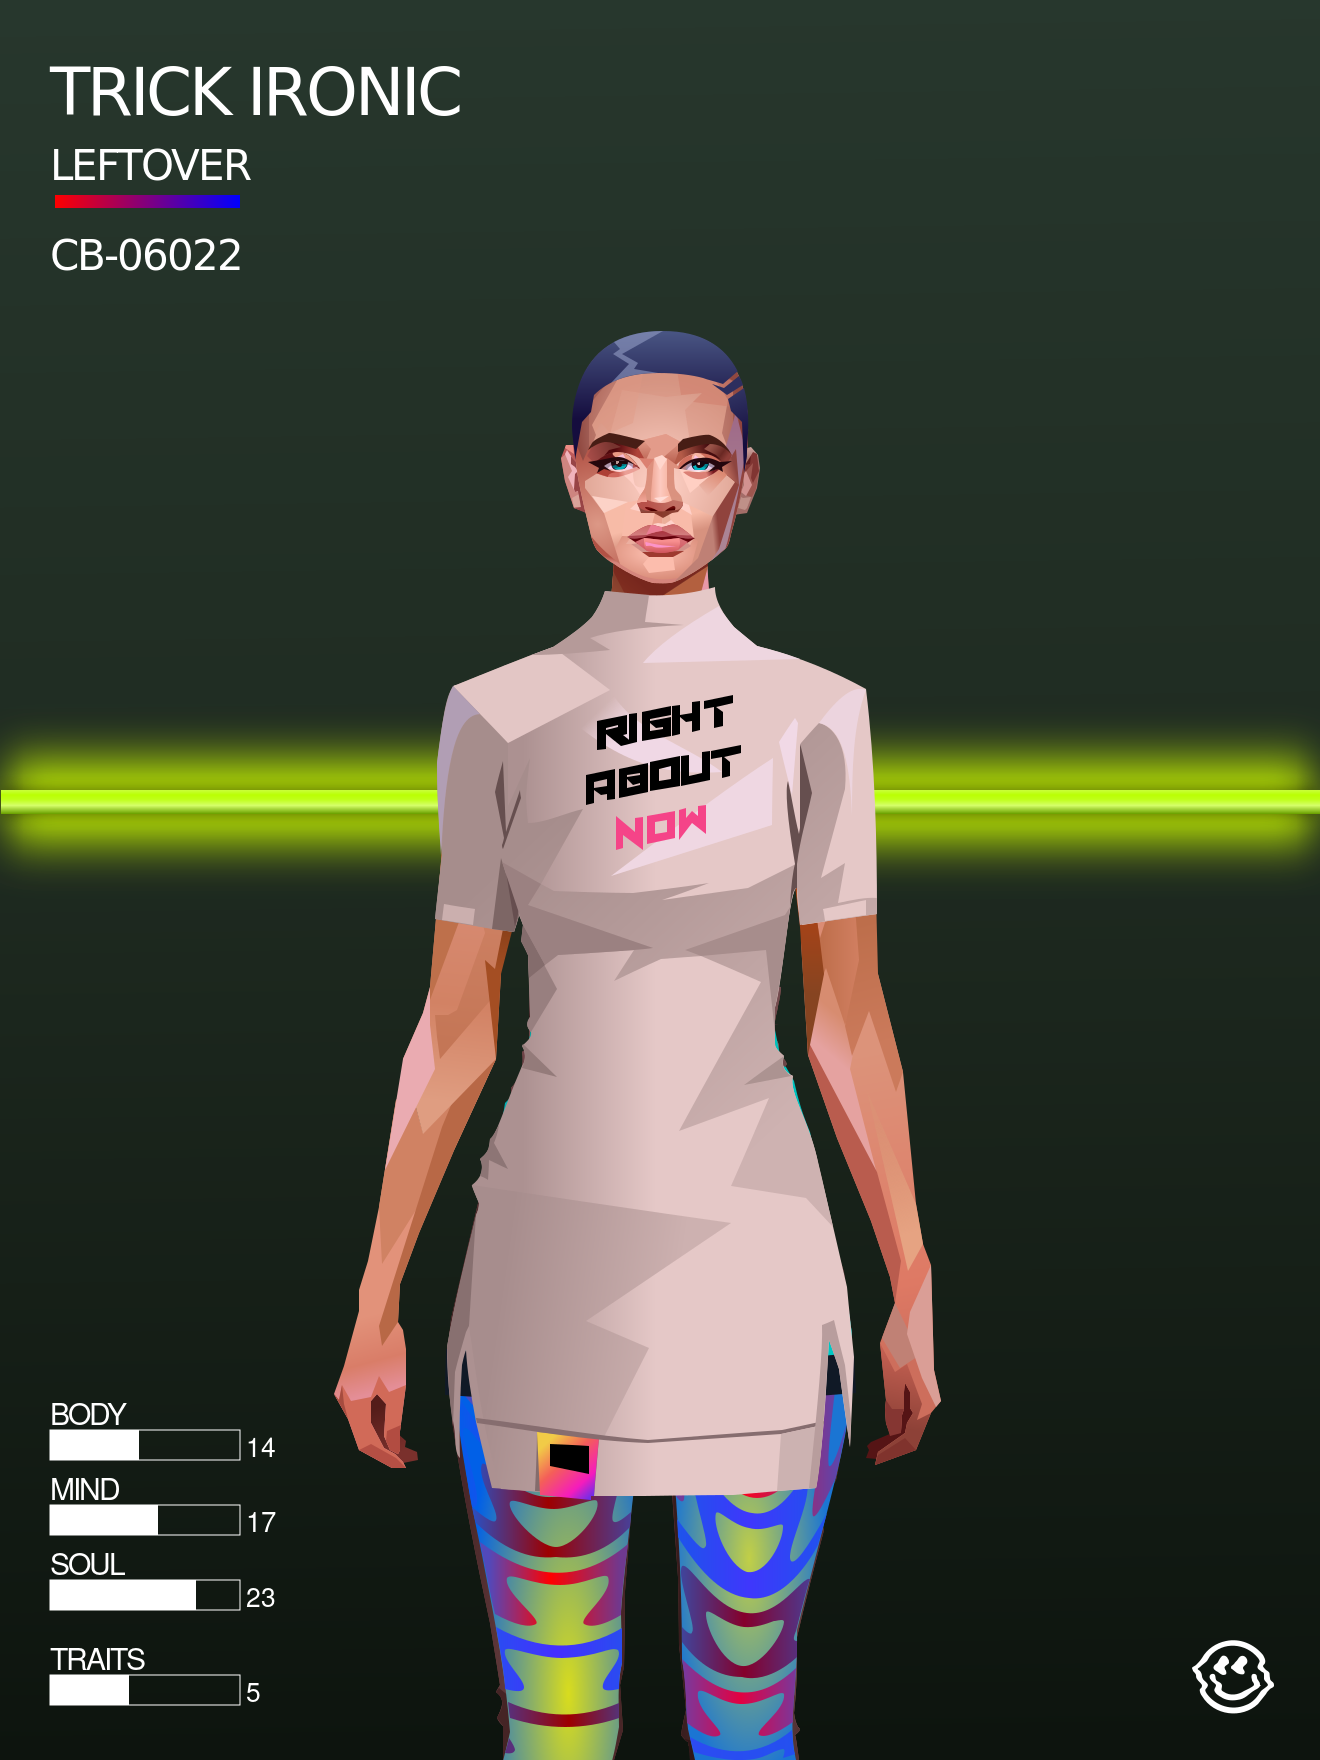 TRICK IRONIC
LEFTOVER
CB-06022
RIGHT
ABOUT
NOW
BODY
14
MIND
17
SOUL
23
TRAITS
5